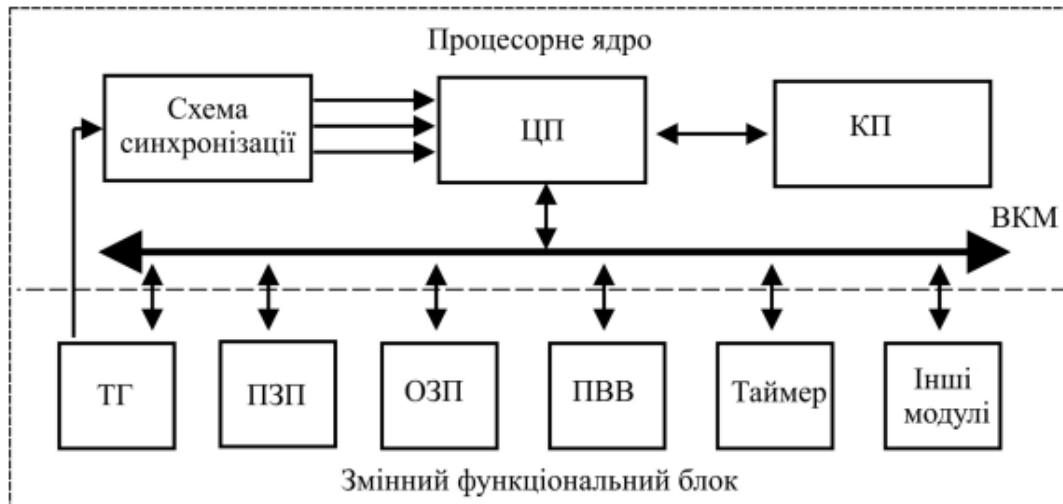 Процесорне ядро
Схема
синхронізації
ЦП
КП
ВКМ
ТГ
ПЗП
ОЗП
ПВВ
Таймер
Інші
модулі
Змінний функціональний блок